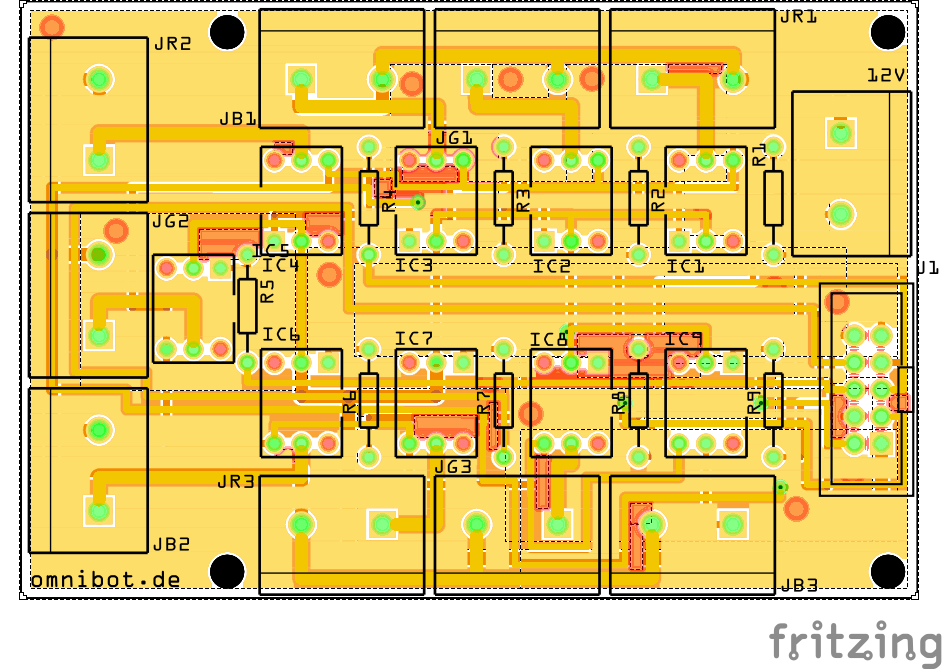 JR1
JR2
12V
JB1
JG1
R1
R4
R3
R2
JG2
IC5
IC4
IC3
IC2
IC1
J1
R5
IC6
IC7
IC8
IC9
R6
R7
R8
R9
JR3
JG3
JB2
omnibot.de
JB3
fritzing